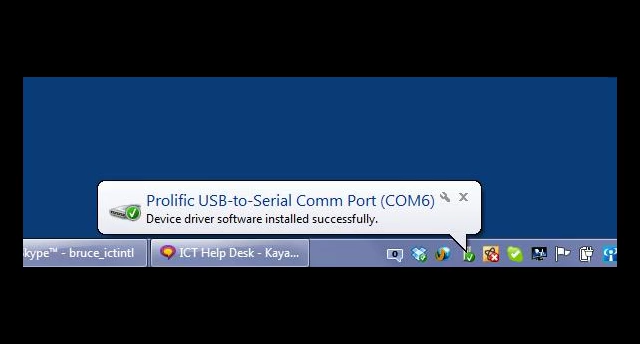 Prolific USB-to-Serial Comm Port (COM6)
Device driver software installed successfully.
kype™ - bruce_ictintl
ICT Help Desk - Kaya...